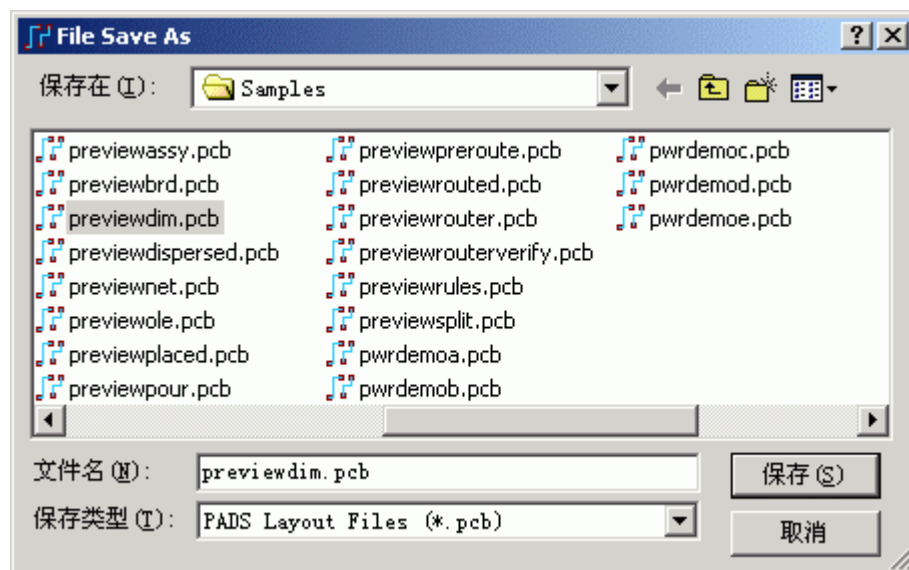 File Save As
保存在(I): Samples
previewassy.pcb previewpreroute.pcb pwrdemoc.pcb
previewbrd.pcb previewrouted.pcb pwrdemod.pcb
previewdim.pcb previewrouter.pcb pwrdemoe.pcb
previewdispersed.pcb previewrouterverify.pcb
previewnet.pcb previewrules.pcb
previewole.pcb previewsplit.pcb
previewplaced.pcb pwrdemoa.pcb
previewpour.pcb pwrdemob.pcb
文件名(N): previewdim.pcb 保存(S)
保存类型(T): PADS Layout Files (*.pcb) 取消